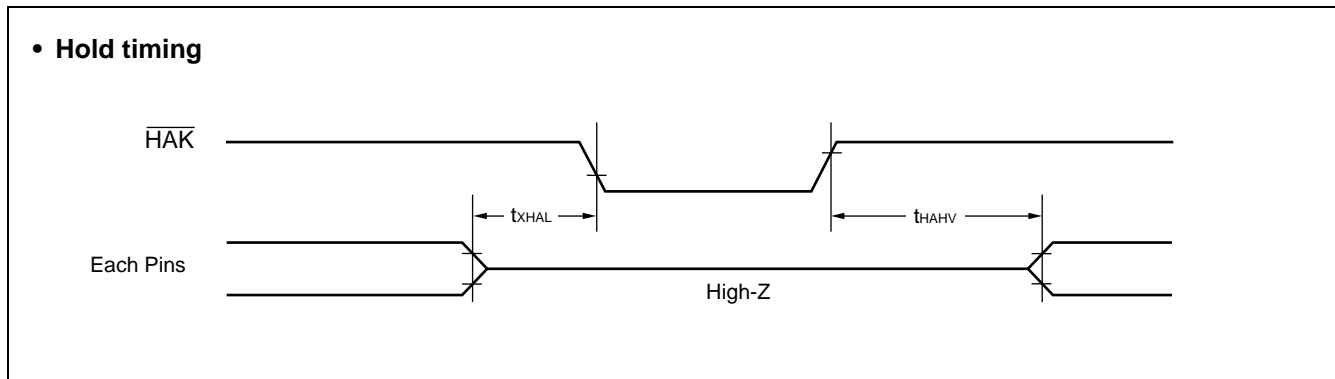 • Hold timing
HAK
tXHAL
tHAHV
Each Pins
High-Z